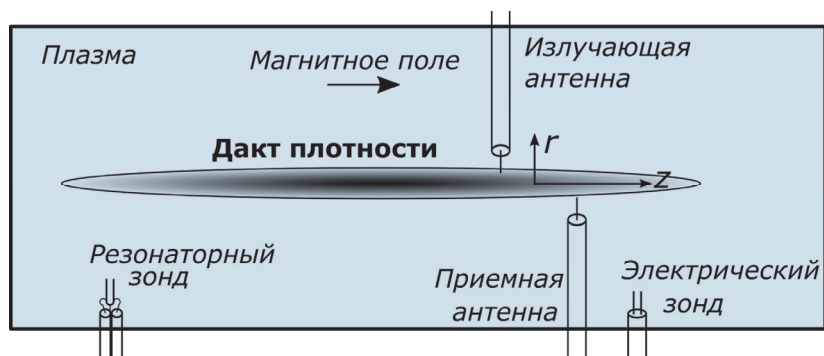 Плазма
Магнитное поле
Излучающая
антенна
Дакт плотности
r
z
Резонаторный
зонд
Приемная
антенна
Электрический
зонд